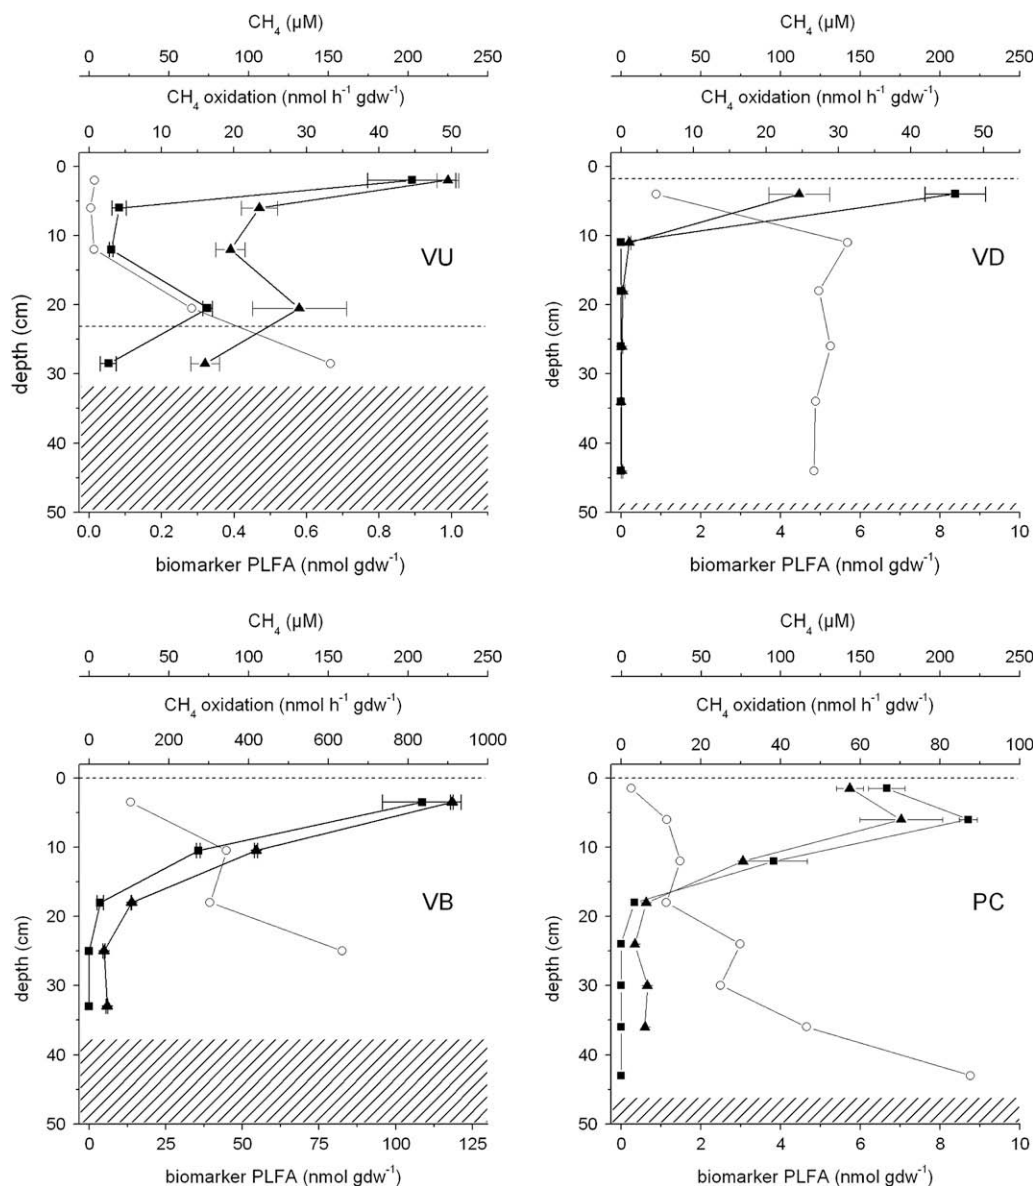 CH₄ (µM)
0 50 100 150 200 250
CH₄ oxidation (nmol h⁻¹ gdw⁻¹)
0 10 20 30 40 50
depth (cm)
0
10
20
30
40
50
VU
0.0 0.2 0.4 0.6 0.8 1.0
biomarker PLFA (nmol gdw⁻¹)
CH₄ (µM)
0 50 100 150 200 250
CH₄ oxidation (nmol h⁻¹ gdw⁻¹)
0 10 20 30 40 50
depth (cm)
0
10
20
30
40
50
VD
0 2 4 6 8 10
biomarker PLFA (nmol gdw⁻¹)
CH₄ (µM)
0 50 100 150 200 250
CH₄ oxidation (nmol h⁻¹ gdw⁻¹)
0 200 400 600 800 1000
depth (cm)
0
10
20
30
40
50
VB
0 25 50 75 100 125
biomarker PLFA (nmol gdw⁻¹)
CH₄ (µM)
0 50 100 150 200 250
CH₄ oxidation (nmol h⁻¹ gdw⁻¹)
0 20 40 60 80 100
depth (cm)
0
10
20
30
40
50
PC
0 2 4 6 8 10
biomarker PLFA (nmol gdw⁻¹)